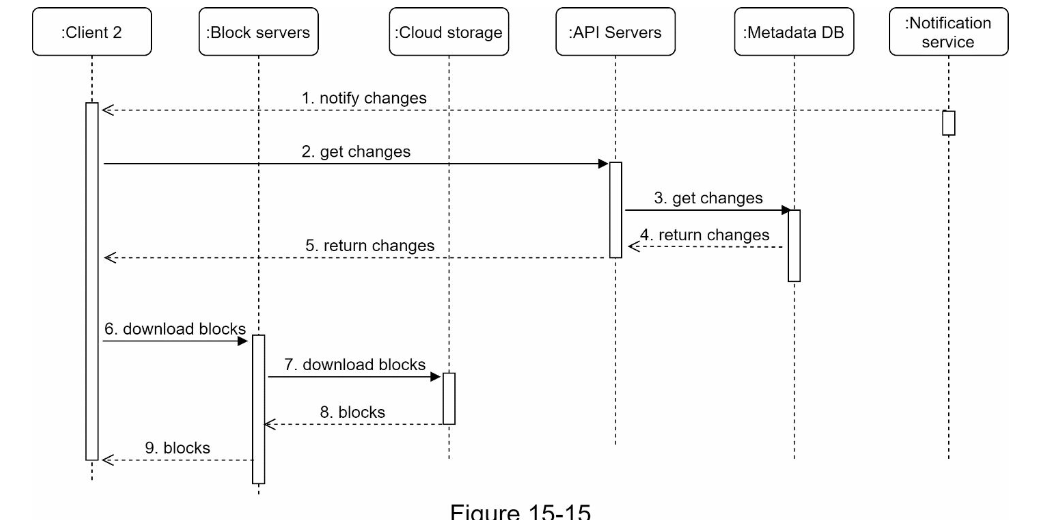 :Client 2
:Block servers
:Cloud storage
:API Servers
:Metadata DB
:Notification
service
1. notify changes
2. get changes
3. get changes
4. return changes
5. return changes
6. download blocks
7. download blocks
8. blocks
9. blocks
Figure 15-15